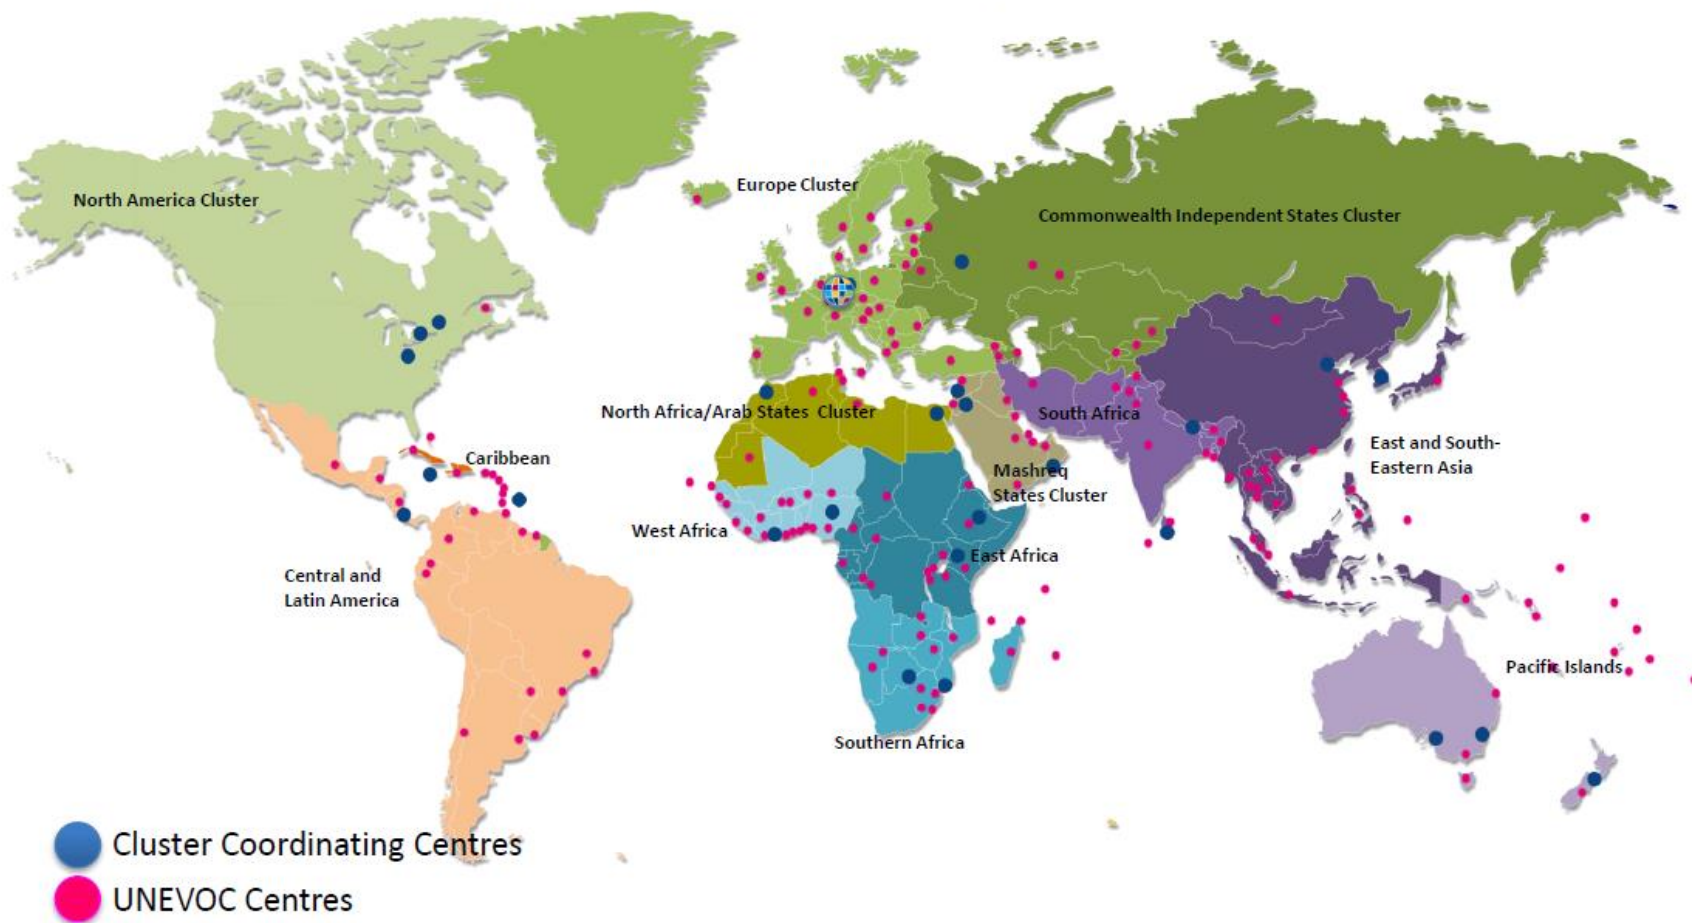 Europe Cluster
North America Cluster
Commonwealth Independent States Cluster
North Africa/Arab States Cluster
South Africa
East and South-
Eastern Asia
Caribbean
Mashreq
States Cluster
West Africa
East Africa
Central and
Latin America
Pacific Islands
Southern Africa
Cluster Coordinating Centres
UNEVOC Centres